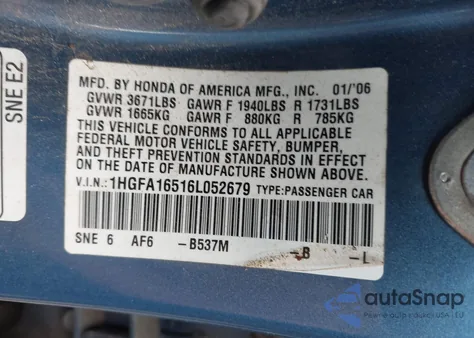 SNE E2
MFD. BY HONDA OF AMERICA MFG., INC. 01/'06
GVWR 3671LBS GAWR F 1940LBS R 1731LBS
GVWR 1665KG GAWR F 880KG R 785KG
THIS VEHICLE CONFORMS TO ALL APPLICABLE
FEDERAL MOTOR VEHICLE SAFETY, BUMPER,
AND THEFT PREVENTION STANDARDS IN EFFECT
ON THE DATE OF MANUFACTURE SHOWN ABOVE.
V.I.N.: 1HGFA16516L052679 TYPE: PASSENGER CAR
SNE 6 AF6 -B537M -B -L
autoSnap